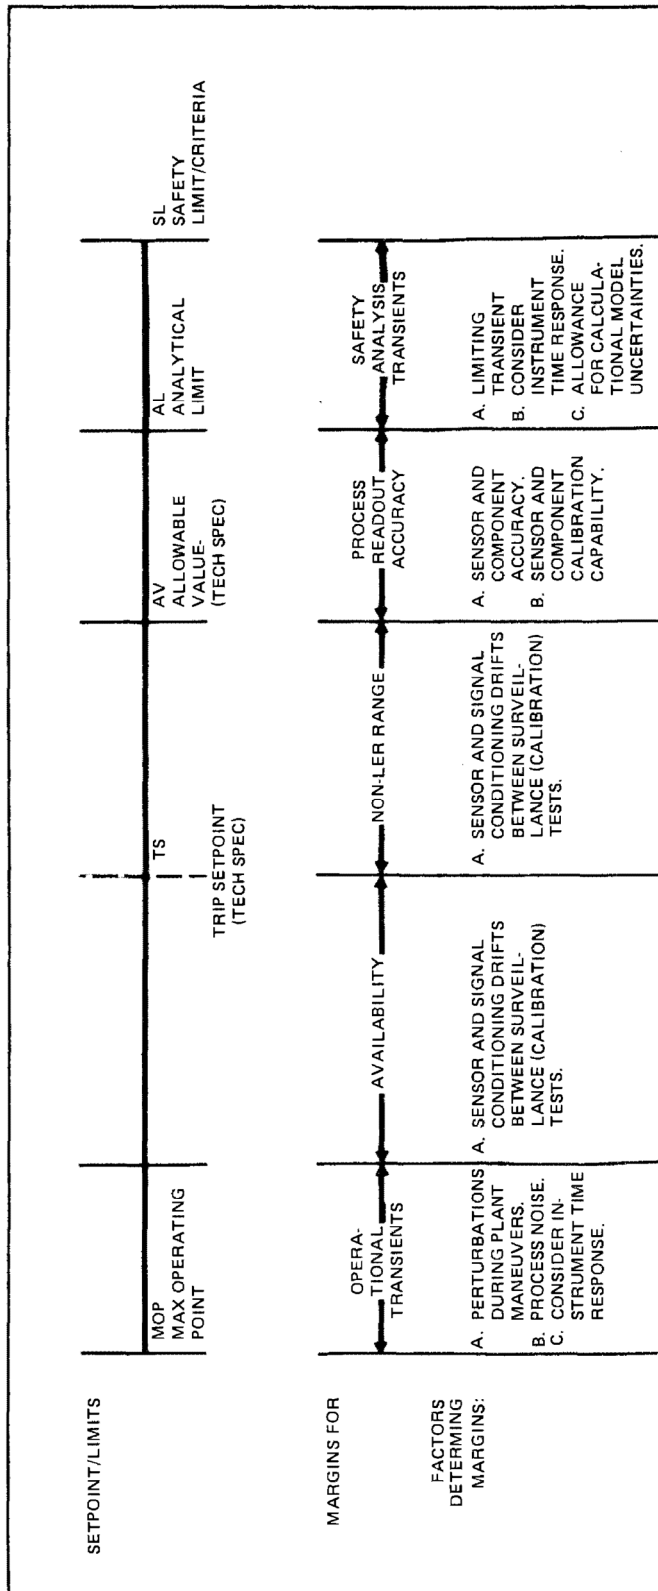 SETPOINT/LIMITS
MOP
MAX OPERATING
POINT
TS
TRIP SETPOINT
(TECH SPEC)
AV
ALLOWABLE
VALUE-
(TECH SPEC)
AL
ANALYTICAL
LIMIT
SL
SAFETY
LIMIT/CRITERIA
MARGINS FOR
OPERA-
TIONAL
TRANSIENTS
AVAILABILITY
NON-LER RANGE
PROCESS
READOUT
ACCURACY
SAFETY
ANALYSIS
TRANSIENTS
FACTORS
DETERMINING
MARGINS:
A. PERTURBATIONS
DURING PLANT
MANEUVERS.
B. PROCESS NOISE.
C. CONSIDER IN-
STRUMENT TIME
RESPONSE.
A. SENSOR AND SIGNAL
CONDITIONING DRIFTS
BETWEEN SURVEIL-
LANCE (CALIBRATION)
TESTS.
A. SENSOR AND SIGNAL
CONDITIONING DRIFTS
BETWEEN SURVEIL-
LANCE (CALIBRATION)
TESTS.
A. SENSOR AND
COMPONENT
ACCURACY.
B. SENSOR AND
COMPONENT
CALIBRATION
CAPABILITY.
A. LIMITING
TRANSIENT
B. CONSIDER
INSTRUMENT
TIME RESPONSE.
C. ALLOWANCE
FOR CALCULA-
TIONAL MODEL
UNCERTAINTIES.